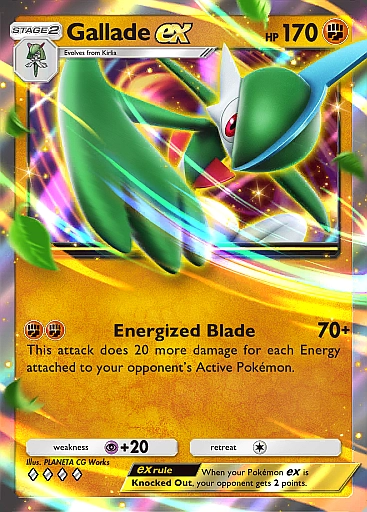 STAGE 2 Gallade ex HP 170
Evolves from Kirlia
Energized Blade 70+
This attack does 20 more damage for each Energy
attached to your opponent's Active Pokémon.
weakness +20 retreat
Illus. PLANETA CG Works
ex rule When your Pokémon ex is
Knocked Out, your opponent gets 2 points.